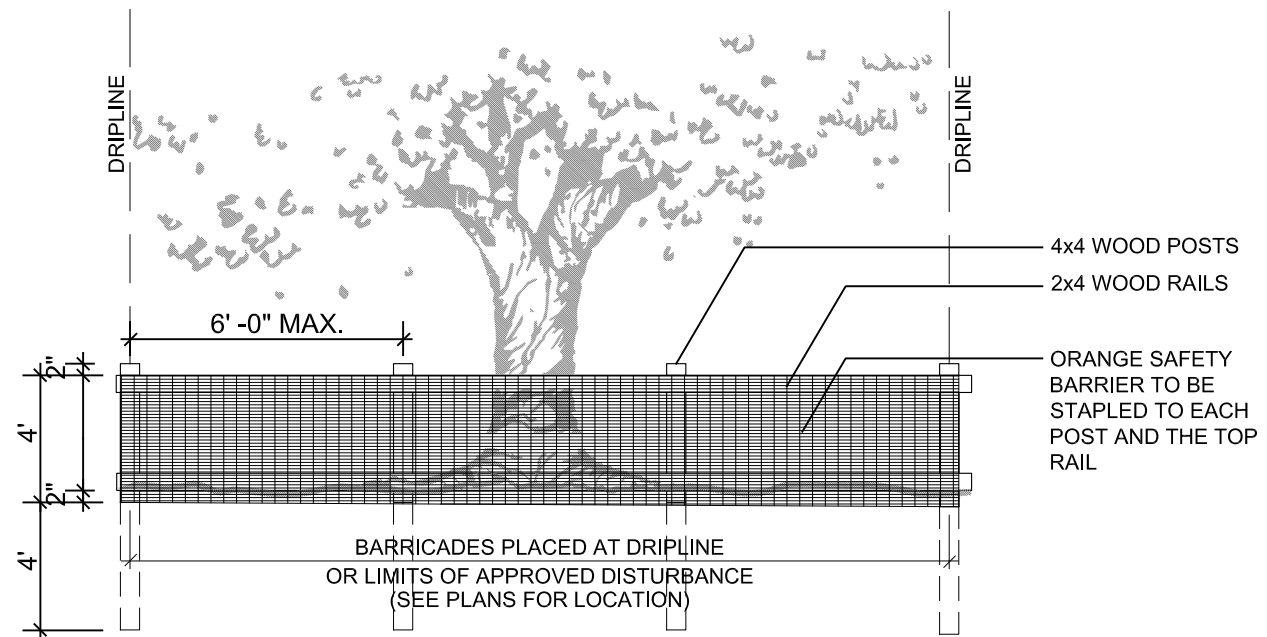 DRIPLINE
DRIPLINE
4x4 WOOD POSTS
2x4 WOOD RAILS
6' -0" MAX.
ORANGE SAFETY
BARRIER TO BE
STAPLED TO EACH
POST AND THE TOP
RAIL
2"
4'
2"
4'
BARRICADES PLACED AT DRIPLINE
OR LIMITS OF APPROVED DISTURBANCE
(SEE PLANS FOR LOCATION)